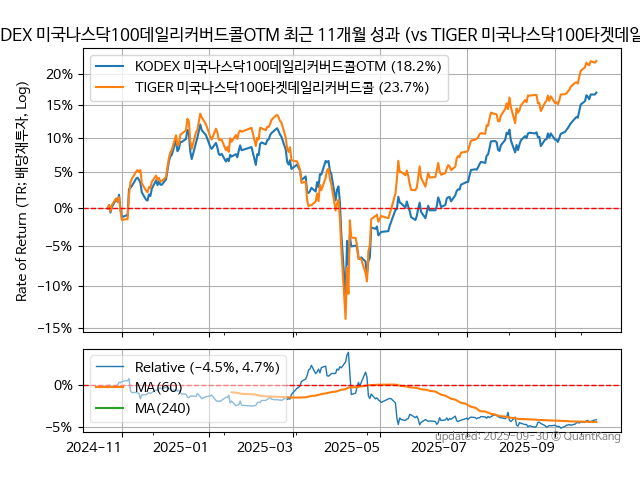 DEX 미국나스닥100데일리커버드콜OTM 최근 11개월 성과 (vs TIGER 미국나스닥100타겟데일
KODEX 미국나스닥100데일리커버드콜OTM (18.2%)
TIGER 미국나스닥100타겟데일리커버드콜 (23.7%)
Rate of Return (TR: 배당재투자, Log)
20%
15%
10%
5%
0%
−5%
−10%
−15%
Relative (−4.5%, 4.7%)
MA(60)
MA(240)
0%
−5%
2024−11
2025−01
2025−03
2025−05
2025−07
2025−09
updated: 2025-09-30 © QuantKang